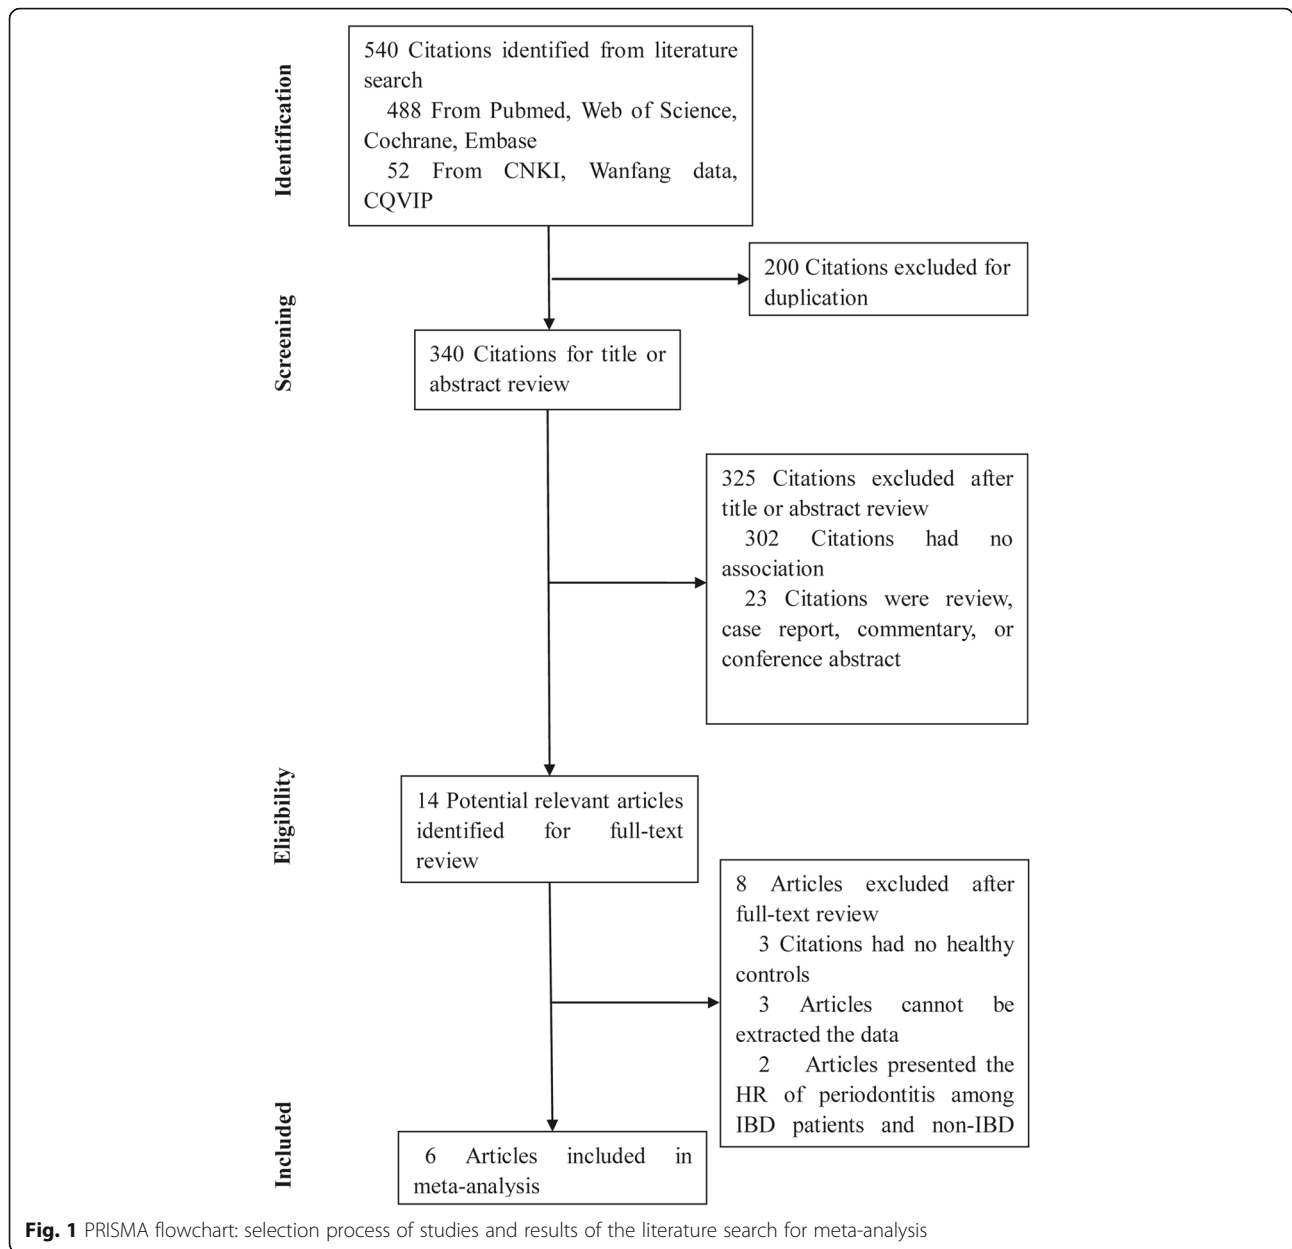 Identification
540 Citations identified from literature
search
488 From Pubmed, Web of Science,
Cochrane, Embase
52 From CNKI, Wanfang data,
CQVIP
200 Citations excluded for
duplication
Screening
340 Citations for title or
abstract review
325 Citations excluded after
title or abstract review
302 Citations had no
association
23 Citations were review,
case report, commentary, or
conference abstract
Eligibility
14 Potential relevant articles
identified for full-text
review
8 Articles excluded after
full-text review
3 Citations had no healthy
controls
3 Articles cannot be
extracted the data
2 Articles presented the
HR of periodontitis among
IBD patients and non-IBD
Included
6 Articles included in
meta-analysis
Fig. 1 PRISMA flowchart: selection process of studies and results of the literature search for meta-analysis